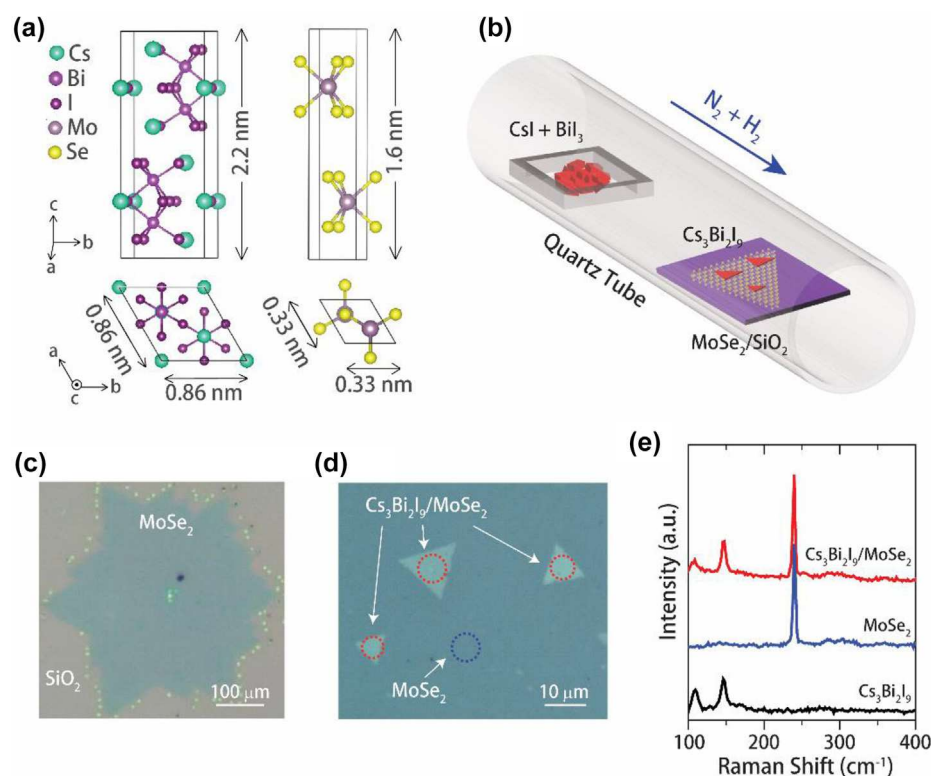 (a)
Cs
Bi
I
Mo
Se
2.2 nm
1.6 nm
c
b
a
0.86 nm
0.86 nm
0.33 nm
0.33 nm
a
c
b
(b)
N₂ + H₂
CsI + BiI₃
Quartz Tube
Cs₃Bi₂I₉
MoSe₂/SiO₂
(c)
MoSe₂
SiO₂
100 μm
(d)
Cs₃Bi₂I₉/MoSe₂
MoSe₂
10 μm
(e)
Intensity (a.u.)
Cs₃Bi₂I₉/MoSe₂
MoSe₂
Cs₃Bi₂I₉
100 200 300 400
Raman Shift (cm⁻¹)